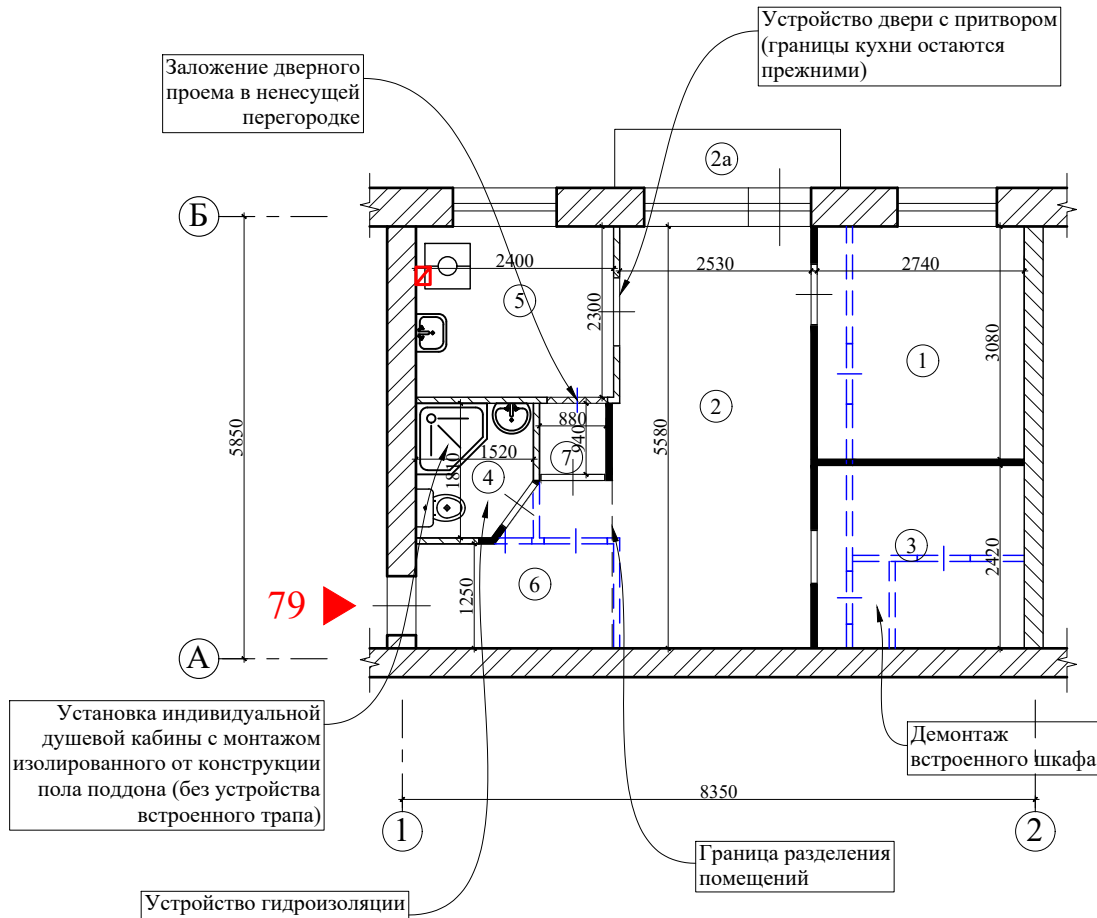 Устройство двери с притвором
(границы кухни остаются
прежними)
Заложение дверного
проема в ненесущей
перегородке
2а
Б
2400
2530
2740
5
2300
1
3080
2
5850
5580
880
940
1520
7
1810
4
3
2420
6
1250
79
А
Установка индивидуальной
душевой кабины с монтажом
изолированного от конструкции
пола поддона (без устройства
встроенного трапа)
Демонтаж
встроенного шкафа
8350
1
2
Граница разделения
помещений
Устройство гидроизоляции